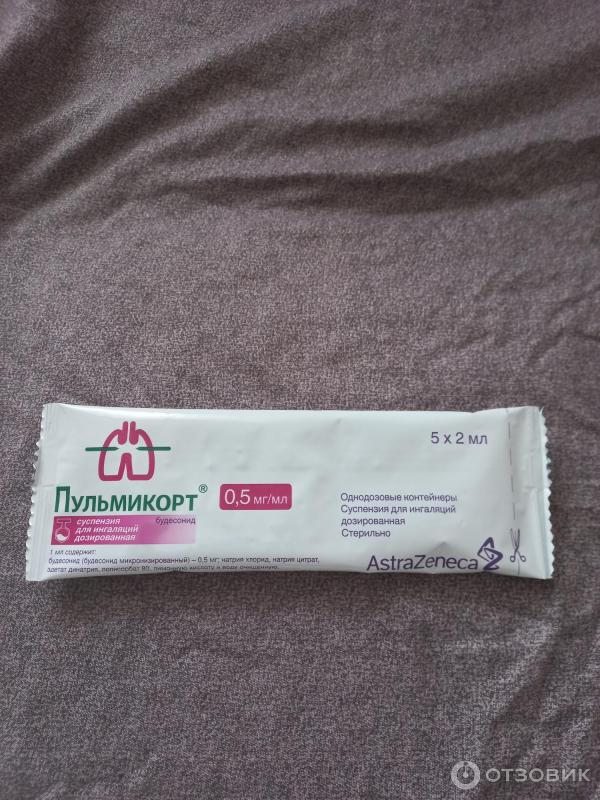 5 x 2 мл
Пульмикорт®
0,5 мг/мл
будесонид
суспензия
для ингаляций
дозированная
Однодозовые контейнеры
Суспензия для ингаляций
дозированная
Стерильно
1 мл содержит:
будесонид (будесонид микронизированный) – 0,5 мг; натрия хлорид, натрия цитрат,
эдетат динатрия, полисорбат 80, лимонную кислоту и воду очищенную.
AstraZeneca
ОТЗОВИК